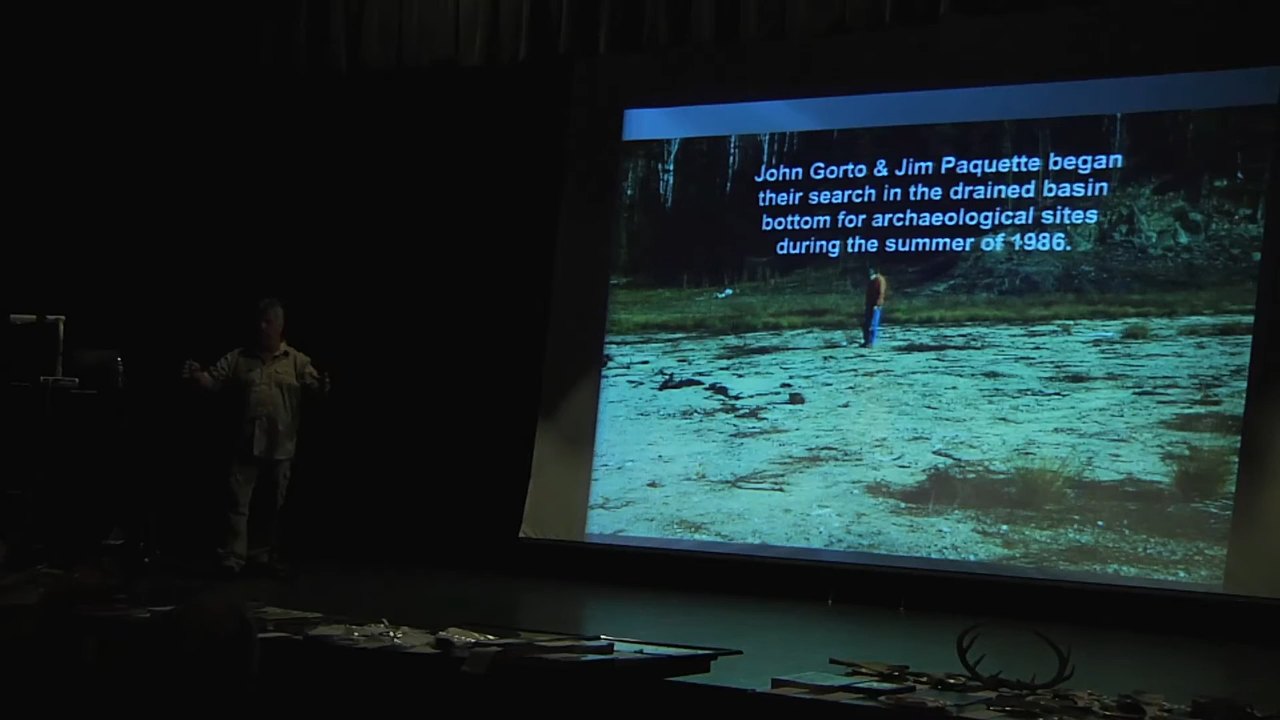 John Gorto & Jim Paquette began
their search in the drained basin
bottom for archaeological sites
during the summer of 1986.